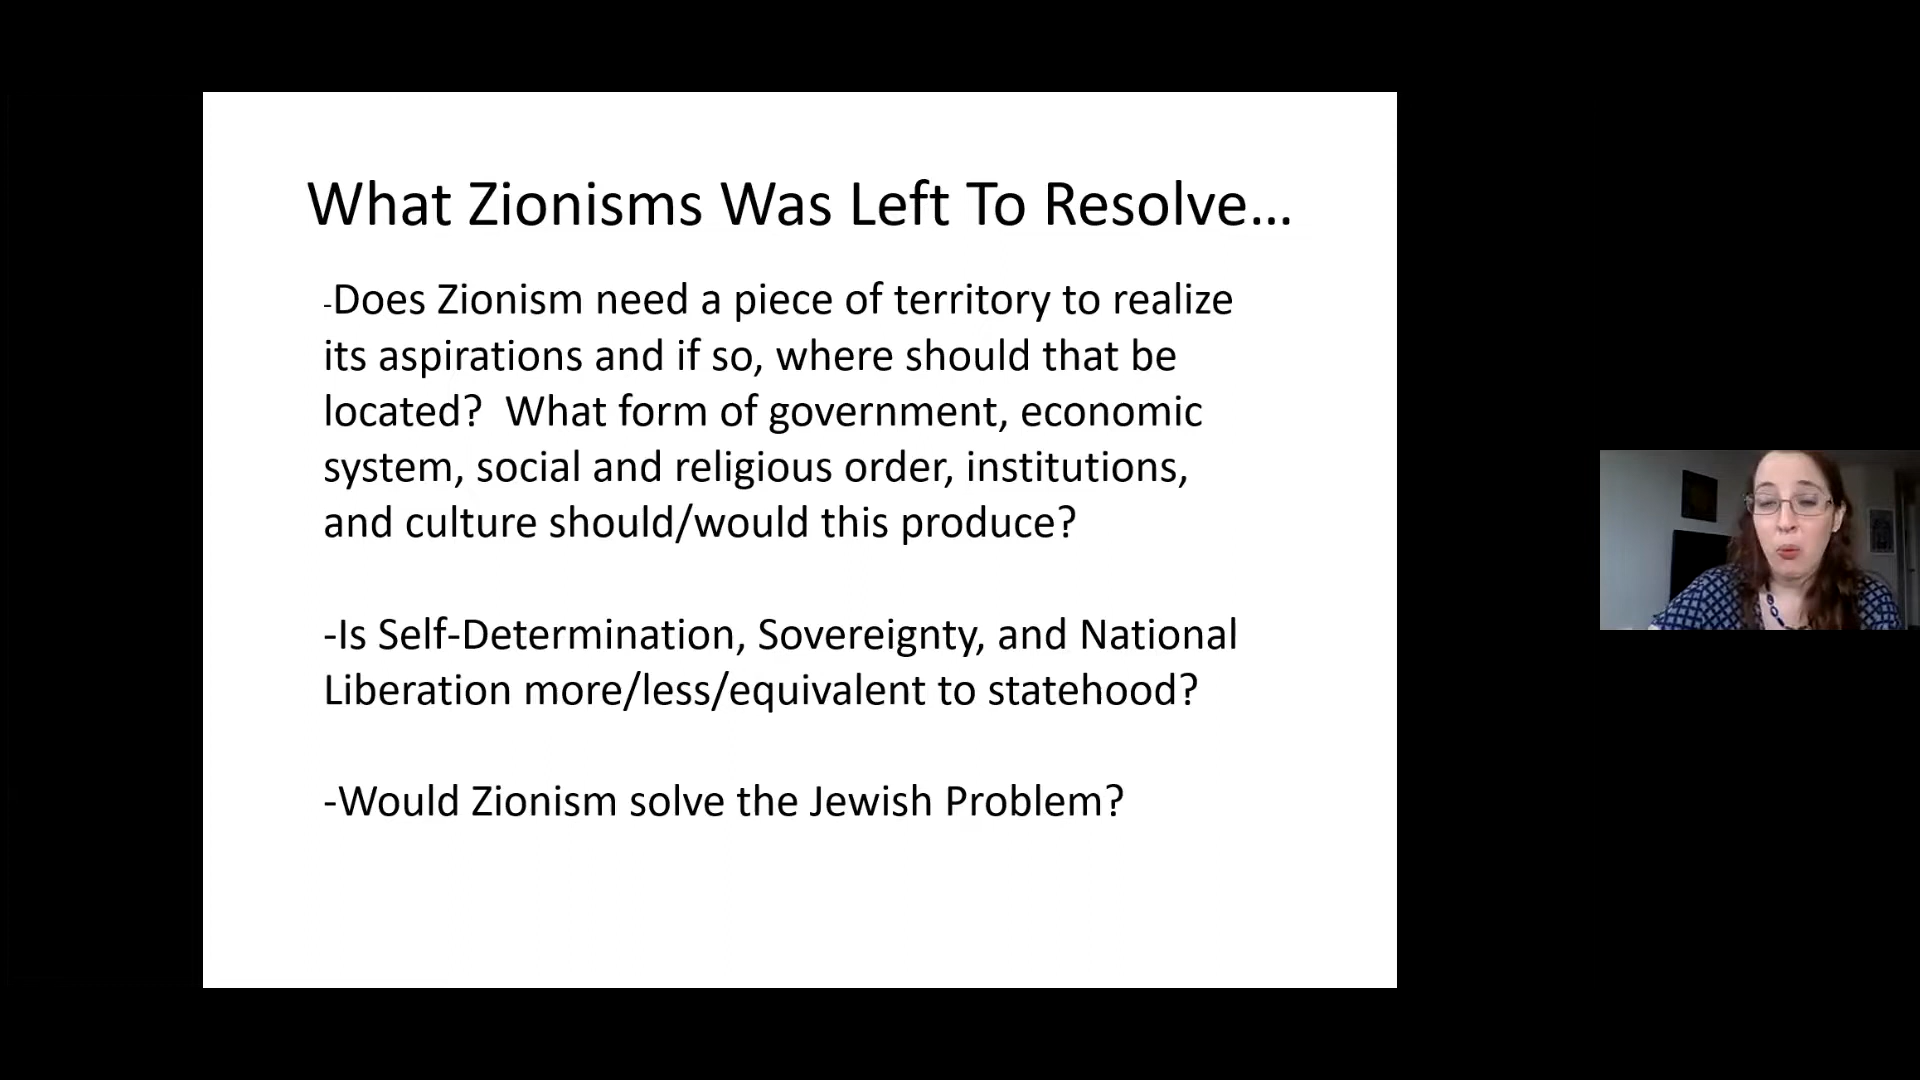 What Zionisms Was Left To Resolve...
-Does Zionism need a piece of territory to realize
its aspirations and if so, where should that be
located?  What form of government, economic
system, social and religious order, institutions,
and culture should/would this produce?
-Is Self-Determination, Sovereignty, and National
Liberation more/less/equivalent to statehood?
-Would Zionism solve the Jewish Problem?